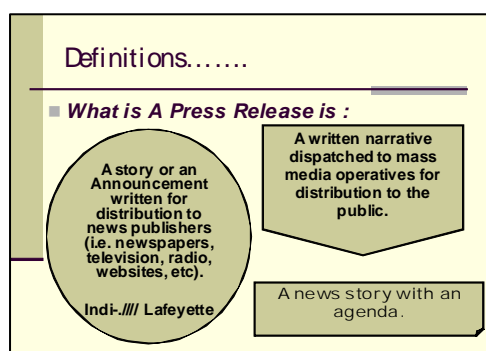 Definitions.......
What is A Press Release is :
A story or an
Announcement
written for
distribution to
news publishers
(i.e. newspapers,
television, radio,
websites, etc).
Indi-.//// Lafeyette
A written narrative
dispatched to mass
media operatives for
distribution to the
public.
A news story with an
agenda.